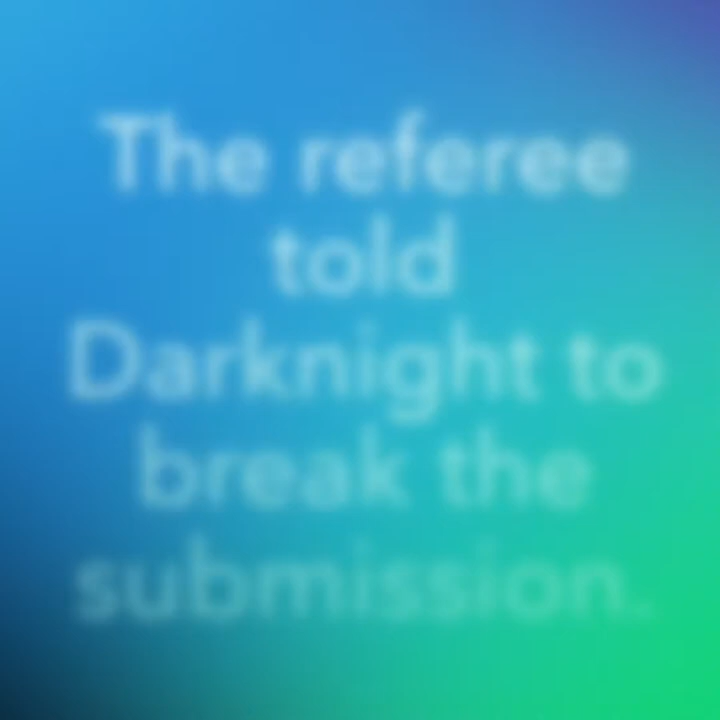 The referee
told
Darknight to
break the
submission.